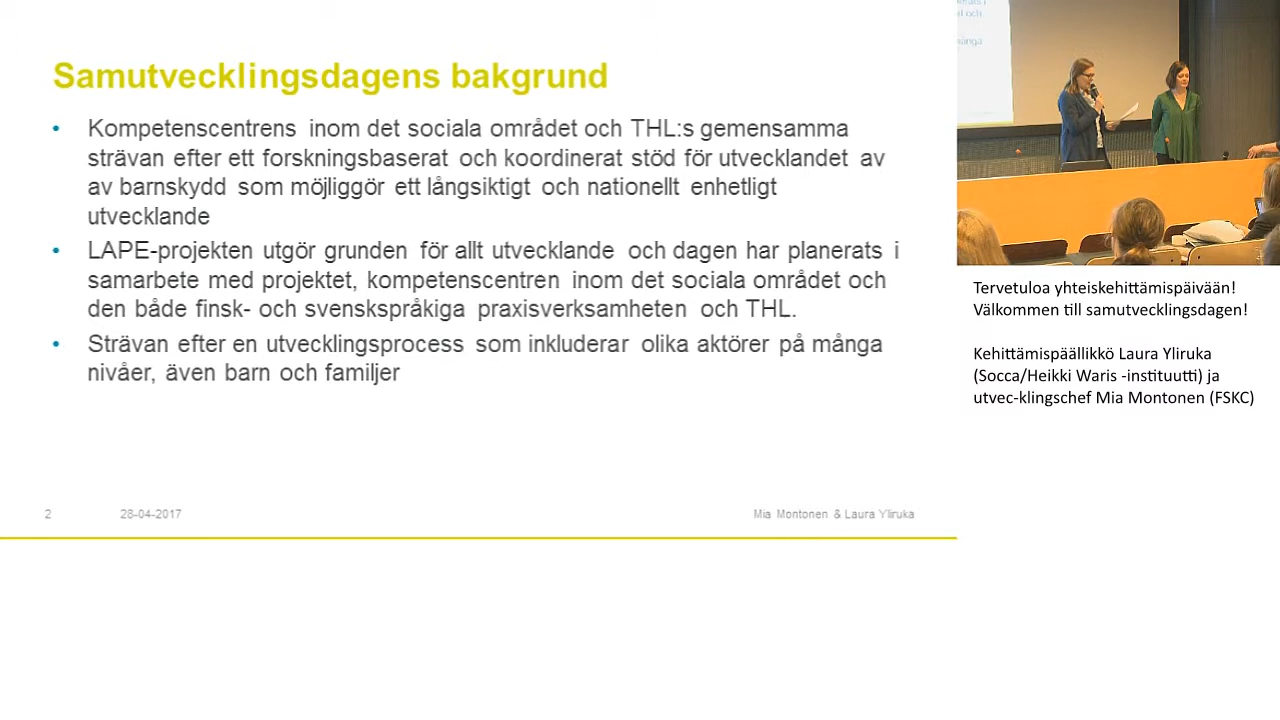 Samutvecklingsdagens bakgrund
• Kompetenscentrens inom det sociala området och THL:s gemensamma
strävan efter ett forskningsbaserat och koordinerat stöd för utvecklandet av
av barnskydd som möjliggör ett långsiktigt och nationellt enhetligt
utvecklande
• LAPE-projekten utgör grunden för allt utvecklande och dagen har planerats i
samarbete med projektet, kompetenscentren inom det sociala området och
den både finsk- och svenskspråkiga praxisverksamheten och THL.
• Strävan efter en utvecklingsprocess som inkluderar olika aktörer på många
nivåer, även barn och familjer
2 28-04-2017 Mia Montonen & Laura Yliruka
och
många
Tervetuloa yhteiskehittämispäivään!
Välkommen till samutvecklingsdagen!
Kehittämispäällikkö Laura Yliruka
(Socca/Heikki Waris -instituutti) ja
utvec-klingschef Mia Montonen (FSKC)